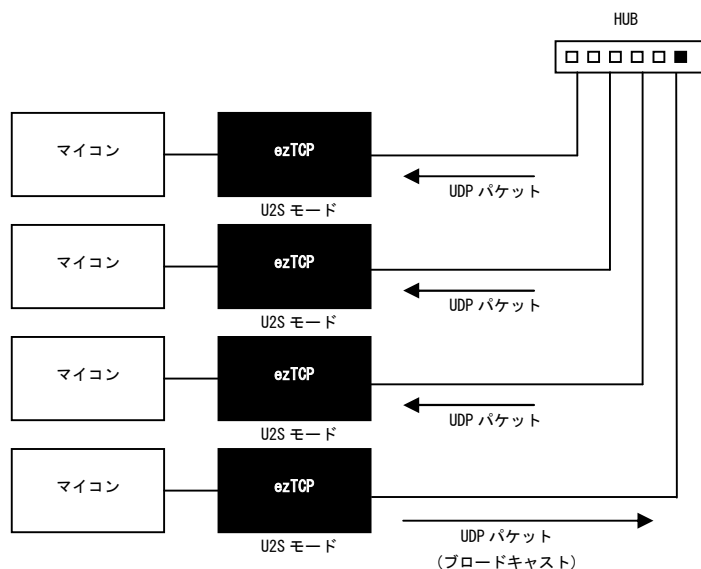 HUB
マイコン
ezTCP
UDP パケット
U2S モード
マイコン
ezTCP
UDP パケット
U2S モード
マイコン
ezTCP
UDP パケット
U2S モード
マイコン
ezTCP
UDP パケット
U2S モード
(ブロードキャスト)